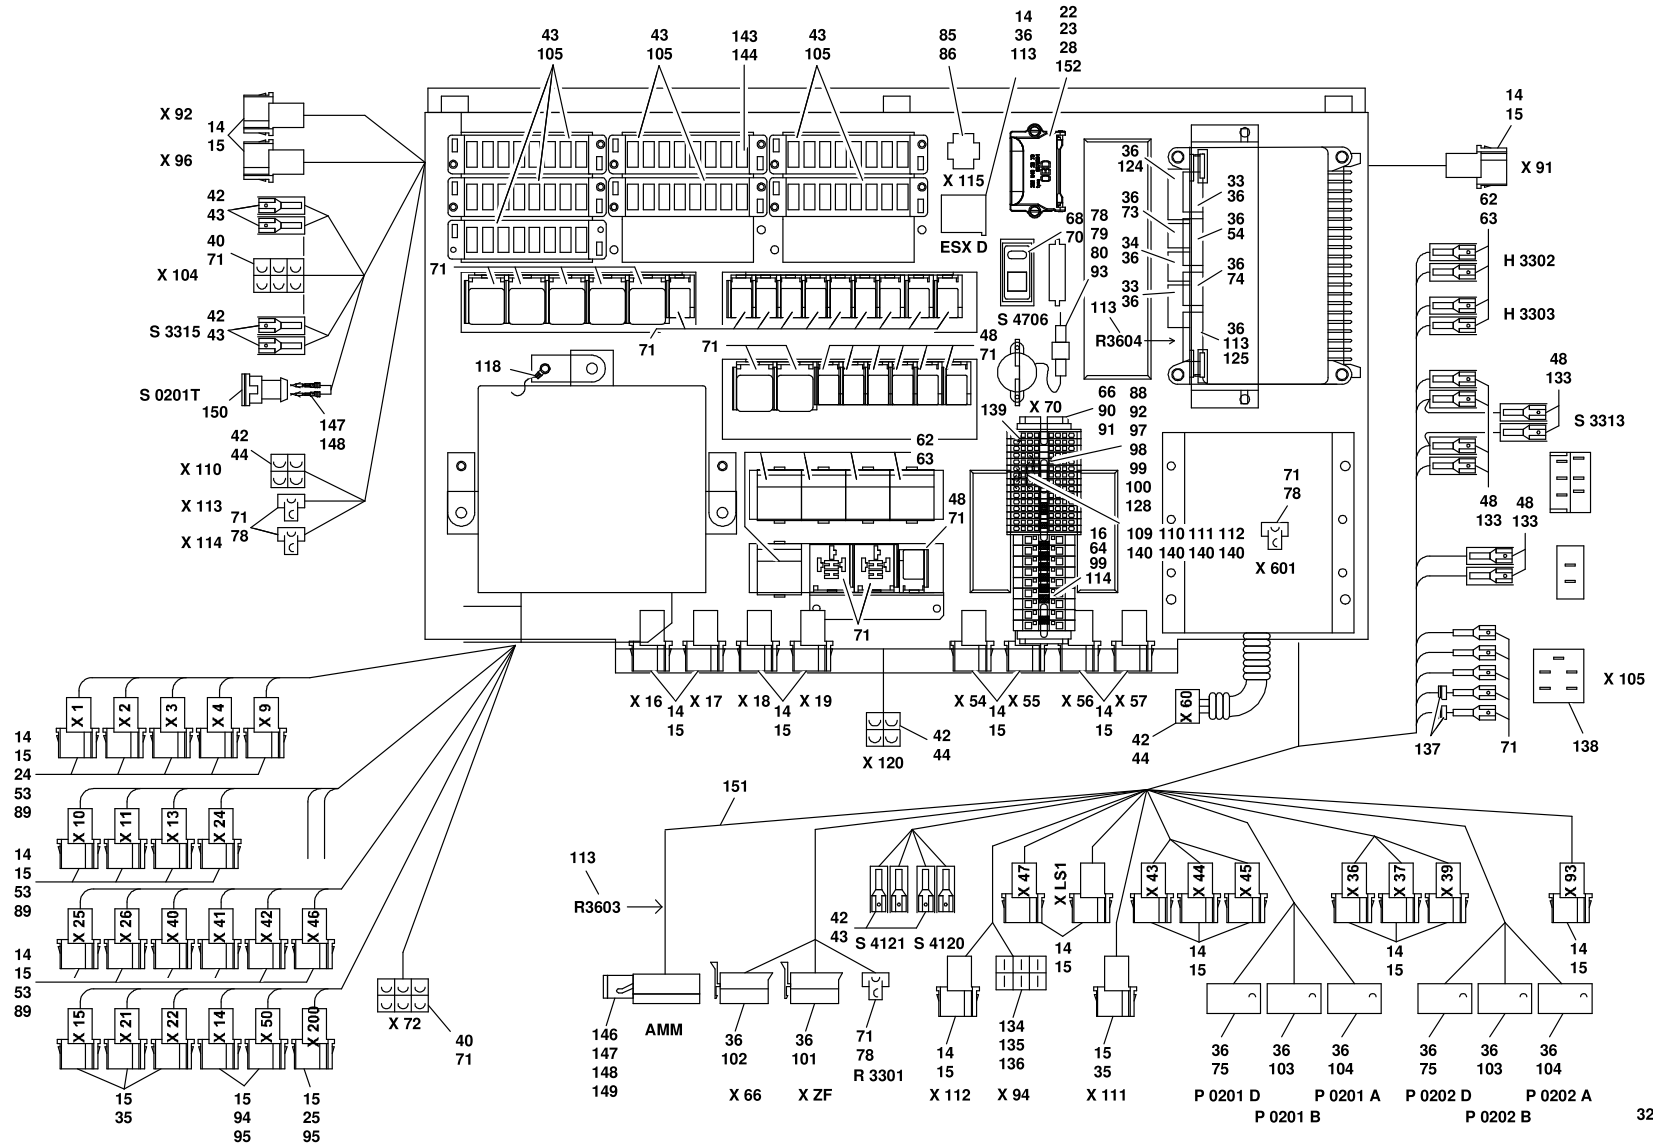 43
105
43
105
143
144
43
105
85
86
14
36
113
22
23
28
152
X 92
14
15
X 96
42
43
40
71
X 104
42
43
S 3315
S 0201T
150
147
148
42
44
X 110
X 113
71
78
X 114
71
71
71
48
71
118
62
63
48
71
71
X 115
ESX D
68
70
78
79
80
93
S 4706
113
R3604
36
124
36
73
34
36
33
36
33
36
36
54
36
74
36
113
125
139
X 70
66
90
91
88
92
97
98
99
100
128
109 110 111 112
140 140 140 140
16
64
99
114
71
78
X 601
14
15
X 91
62
63
H 3302
H 3303
48
133
S 3313
48
133
48
133
X 105
137
71
138
X 16
X 17
14
15
X 18
X 19
14
15
X 54
X 55
14
15
X 56
X 57
14
15
X 60
42
44
42
44
X 120
X 1
X 2
X 3
X 4
X 9
14
15
24
53
89
X 10
X 11
X 13
X 24
14
15
53
89
X 25
X 26
X 40
X 41
X 42
X 46
14
15
53
89
X 15
X 21
X 22
X 14
X 50
X 200
15
35
15
94
95
15
25
95
X 72
40
71
151
113
R3603
146
147
148
149
AMM
36
102
X 66
36
101
X ZF
42
43
S 4121
S 4120
71
78
R 3301
X 47
X LS1
14
15
14
15
X 112
134
135
136
X 94
15
35
X 111
X 43
X 44
X 45
14
15
X 36
X 37
X 39
14
15
X 93
14
15
36
75
P 0201 D
36
103
P 0201 B
36
104
P 0201 A
36
75
P 0202 D
36
103
P 0202 B
36
104
P 0202 A
32